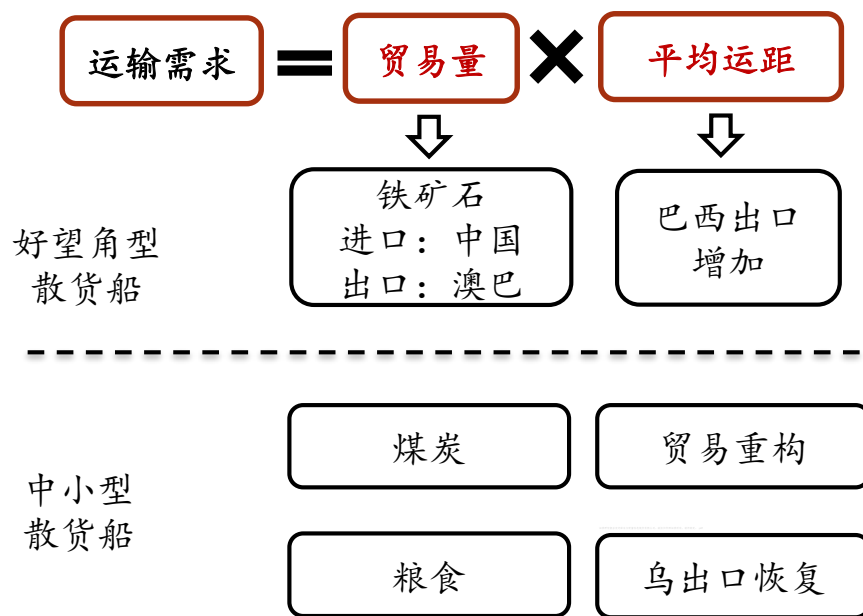 运输需求 = 贸易量 × 平均运距
好望角型
散货船
铁矿石
进口：中国
出口：澳巴
巴西出口
增加
中小型
散货船
煤炭
贸易重构
粮食
乌出口恢复